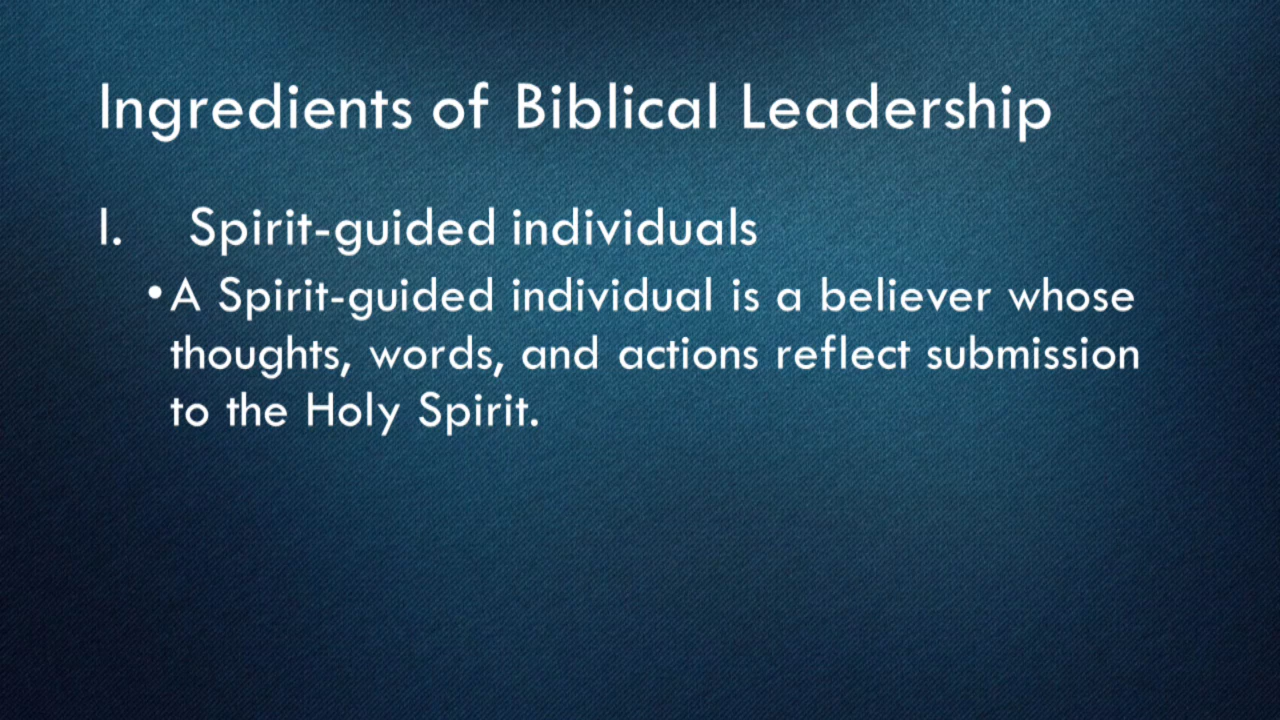 Ingredients of Biblical Leadership
I. Spirit-guided individuals
•A Spirit-guided individual is a believer whose
thoughts, words, and actions reflect submission
to the Holy Spirit.